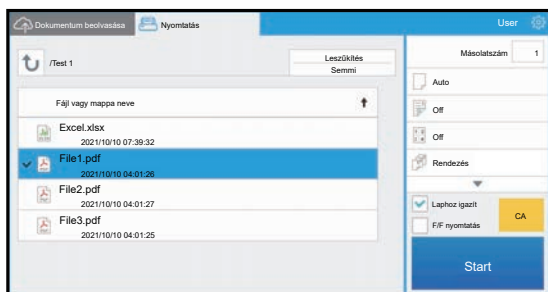 Dokumentum beolvasása
Nyomtatás
User
/Test 1
Leszűkítés
Semmi
Másolatszám
1
Fájl vagy mappa neve
Auto
Off
Off
Rendezés
Excel.xlsx
2021/10/10 07:39:32
File1.pdf
2021/10/10 04:01:26
File2.pdf
2021/10/10 04:01:27
File3.pdf
2021/10/10 04:01:25
Laphoz igazít
F/F nyomtatás
CA
Start